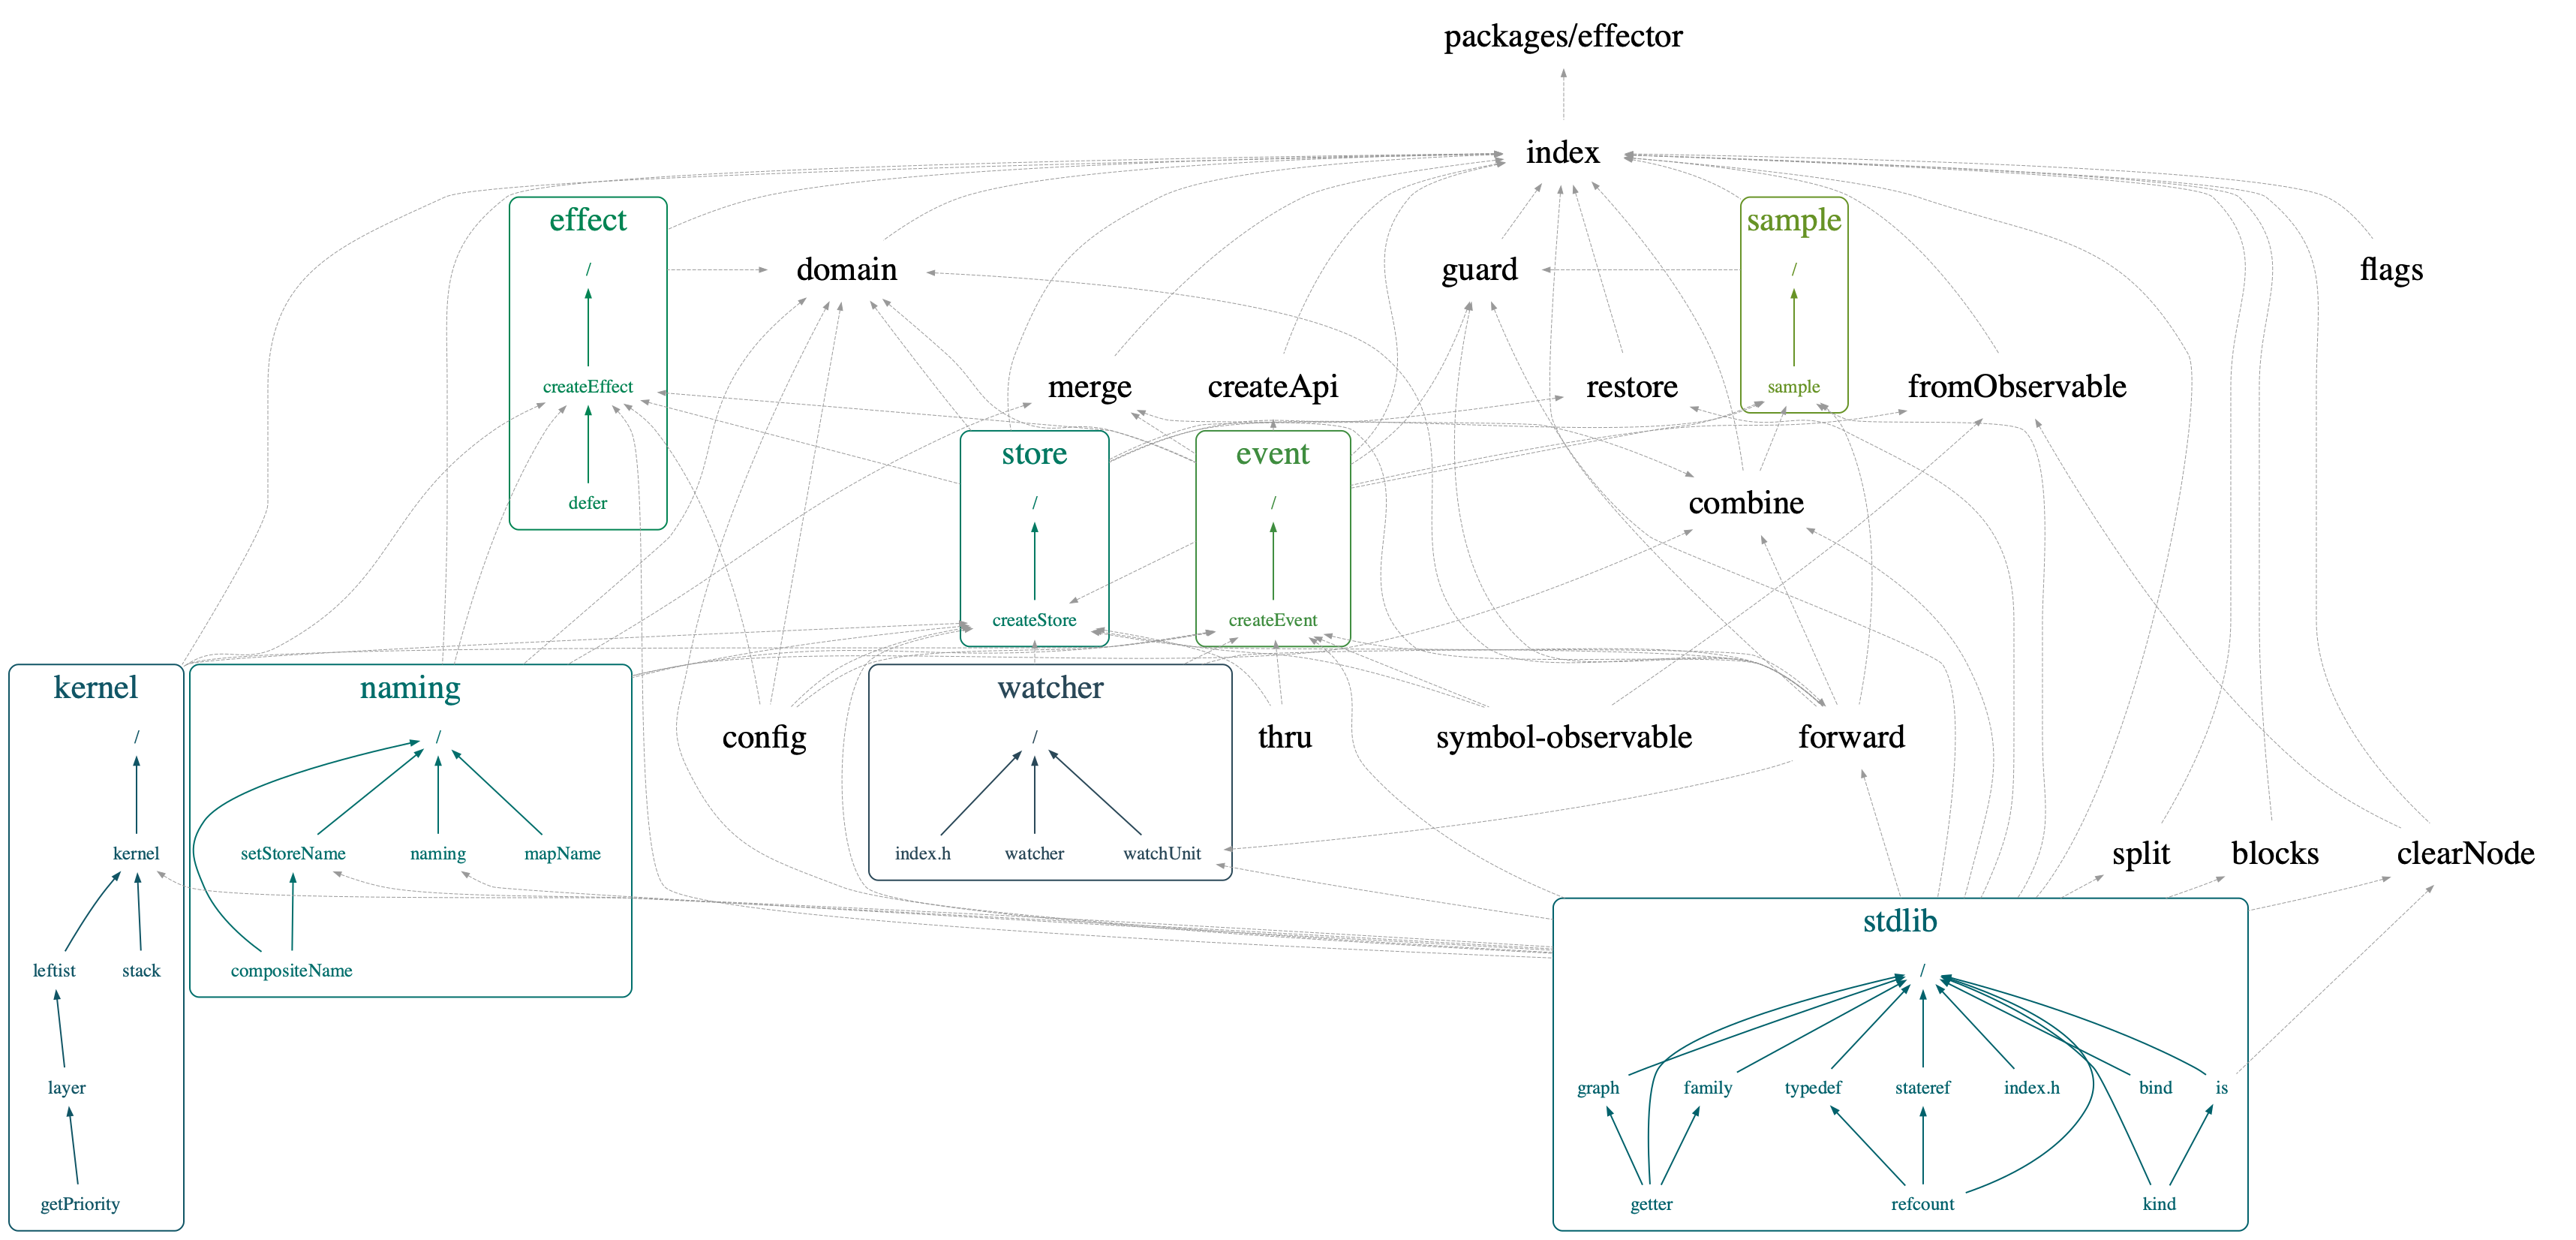 packages/effector
index
effect
sample
/
domain
guard
/
flags
createEffect
merge
createApi
restore
sample
fromObservable
store
event
defer
/
/
combine
createStore
createEvent
kernel
naming
watcher
/
/
config
/
thru
symbol-observable
forward
kernel
setStoreName
naming
mapName
index.h
watcher
watchUnit
split
blocks
clearNode
stdlib
leftist
stack
compositeName
/
layer
graph
family
typedef
stateref
index.h
bind
is
getPriority
getter
refcount
kind